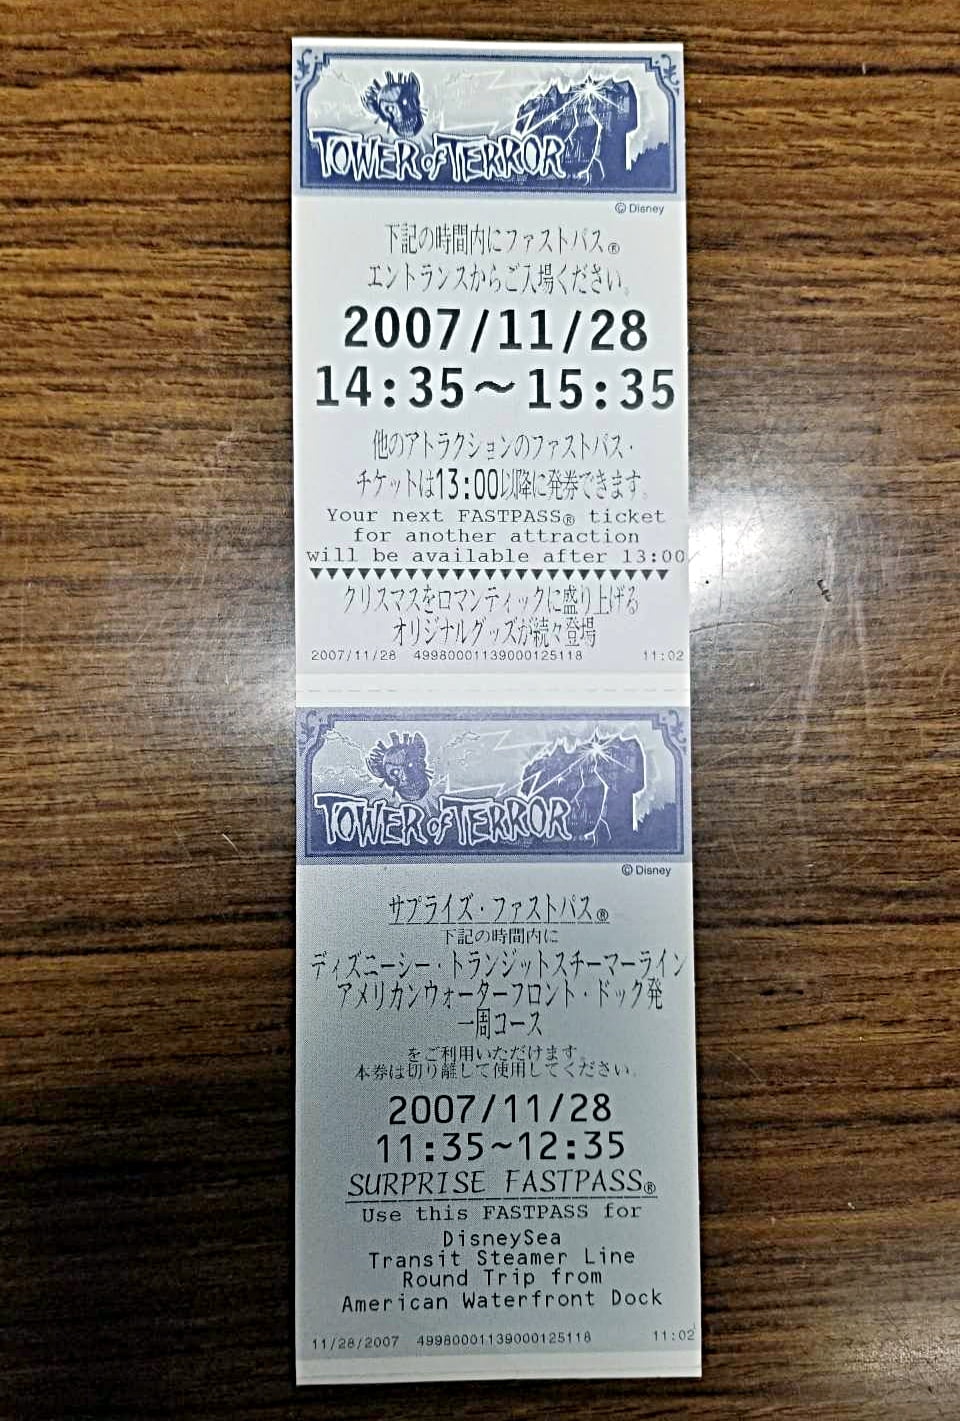 TOWER of TERROR
© Disney
下記の時間内にファストパス®
エントランスからご入場ください。
2007/11/28
14:35～15:35
他のアトラクションのファストパス・
チケットは13:00以降に発券できます。
Your next FASTPASS® ticket
for another attraction
will be available after 13:00
▼▼▼▼▼▼▼▼▼▼▼▼▼▼▼▼▼▼▼▼▼▼▼
クリスマスをロマンティックに盛り上げる
オリジナルグッズが続々登場
2007/11/28 49980001139000125118 11:02
TOWER of TERROR
© Disney
サプライズ・ファストパス®
下記の時間内に
ディズニーシー・トランジットスチーマーライン
アメリカンウォーターフロント・ドック発
一周コース
をご利用いただけます。
本券は切り離して使用してください。
2007/11/28
11:35~12:35
SURPRISE FASTPASS®
Use this FASTPASS for
DisneySea
Transit Steamer Line
Round Trip from
American Waterfront Dock
11/28/2007 49980001139000125118 11:02